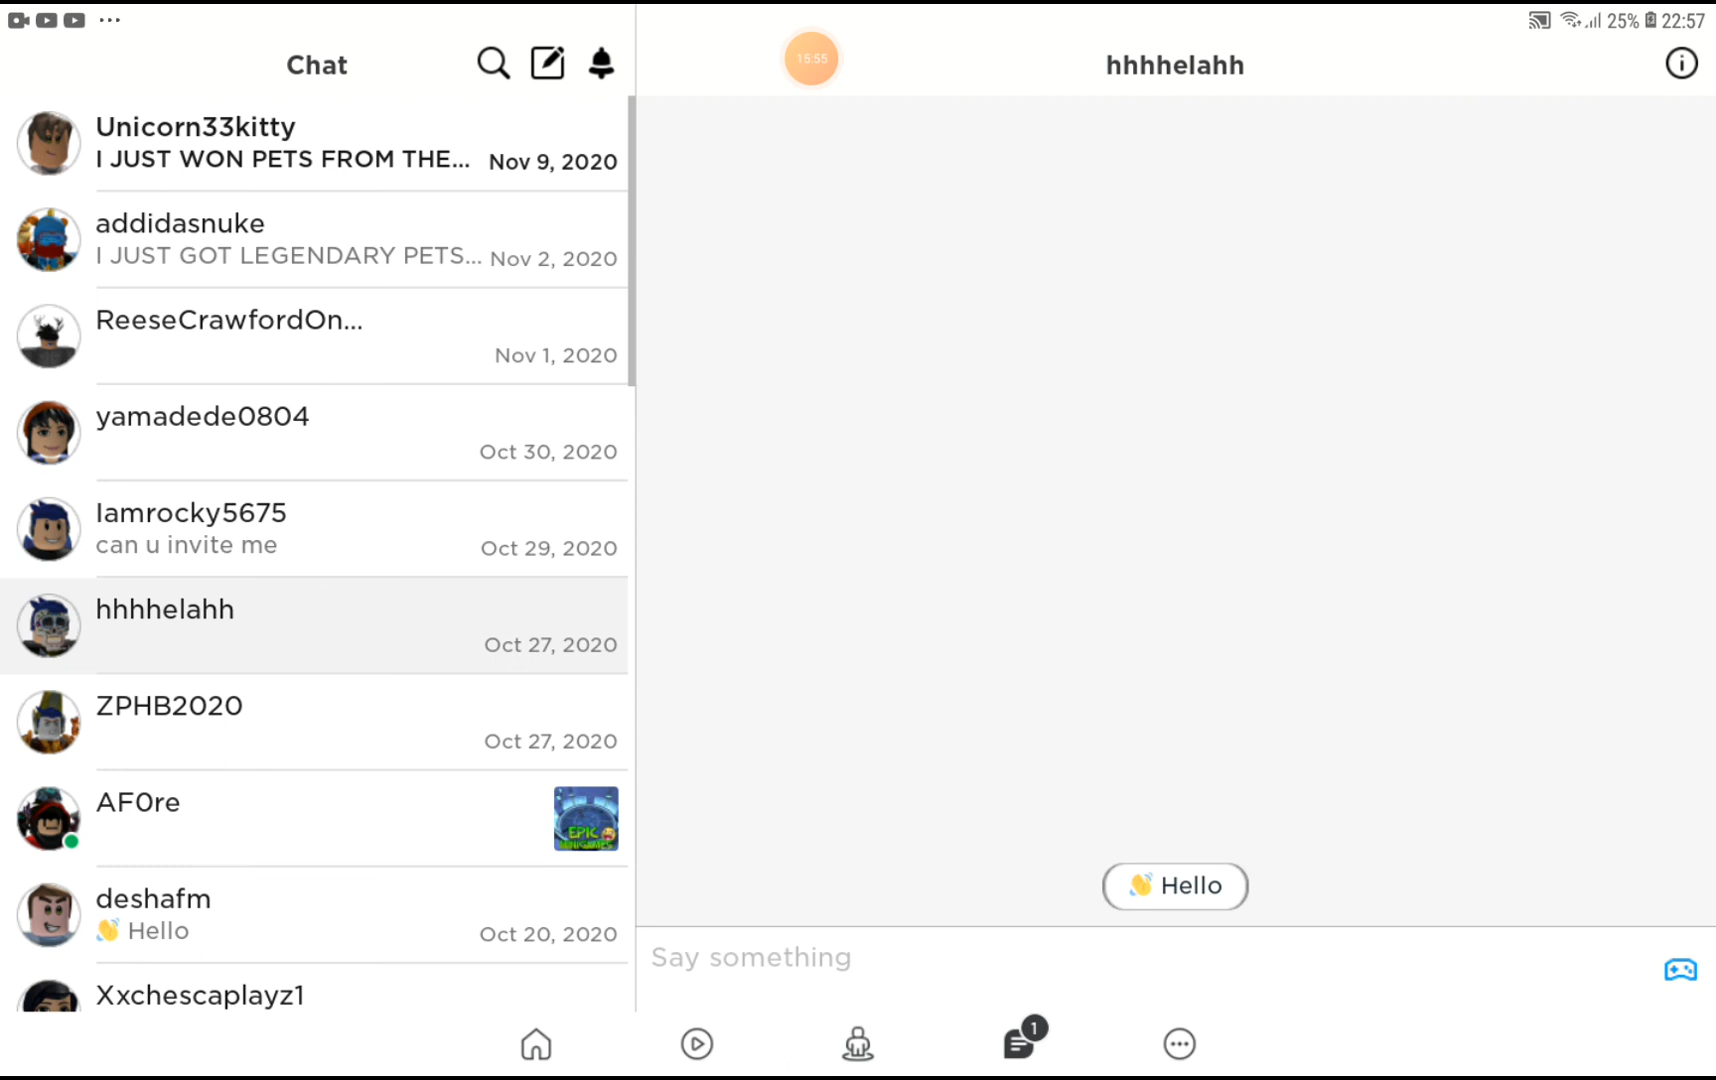 25% 22:57
Chat
15:55
hhhhelahh
Unicorn33kitty
I JUST WON PETS FROM THE... Nov 9, 2020
addidasnuke
I JUST GOT LEGENDARY PETS... Nov 2, 2020
ReeseCrawfordOn...
Nov 1, 2020
yamadede0804
Oct 30, 2020
Iamrocky5675
can u invite me Oct 29, 2020
hhhhelahh
Oct 27, 2020
ZPHB2020
Oct 27, 2020
AF0re
EPIC
MINIGAMES
deshafm
👋 Hello Oct 20, 2020
Xxchescaplayz1
👋 Hello
Say something
1